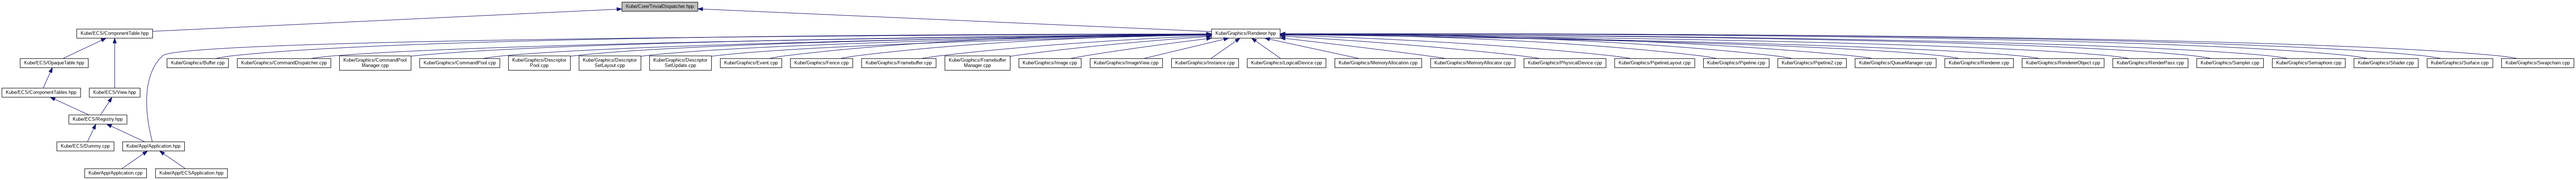 Kube/Core/TrivialDispatcher.hpp
Kube/ECS/ComponentTable.hpp
Kube/Graphics/Renderer.hpp
Kube/ECS/OpaqueTable.hpp
Kube/Graphics/Buffer.cpp
Kube/Graphics/CommandDispatcher.cpp
Kube/Graphics/CommandPool
Manager.cpp
Kube/Graphics/CommandPool.cpp
Kube/Graphics/Descriptor
Pool.cpp
Kube/Graphics/Descriptor
SetLayout.cpp
Kube/Graphics/Descriptor
SetUpdate.cpp
Kube/Graphics/Event.cpp
Kube/Graphics/Fence.cpp
Kube/Graphics/Framebuffer.cpp
Kube/Graphics/Framebuffer
Manager.cpp
Kube/Graphics/Image.cpp
Kube/Graphics/ImageView.cpp
Kube/Graphics/Instance.cpp
Kube/Graphics/LogicalDevice.cpp
Kube/Graphics/MemoryAllocation.cpp
Kube/Graphics/MemoryAllocator.cpp
Kube/Graphics/PhysicalDevice.cpp
Kube/Graphics/PipelineLayout.cpp
Kube/Graphics/Pipeline.cpp
Kube/Graphics/Pipeline2.cpp
Kube/Graphics/QueueManager.cpp
Kube/Graphics/Renderer.cpp
Kube/Graphics/RendererObject.cpp
Kube/Graphics/RenderPass.cpp
Kube/Graphics/Sampler.cpp
Kube/Graphics/Semaphore.cpp
Kube/Graphics/Shader.cpp
Kube/Graphics/Surface.cpp
Kube/Graphics/Swapchain.cpp
Kube/ECS/ComponentTables.hpp
Kube/ECS/View.hpp
Kube/ECS/Registry.hpp
Kube/ECS/Dummy.cpp
Kube/App/Application.hpp
Kube/App/Application.cpp
Kube/App/ECSApplication.hpp